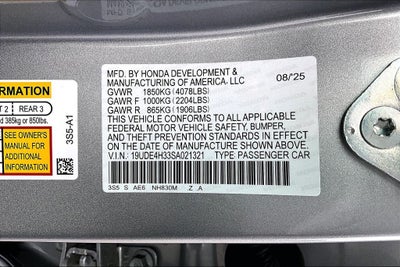 MFD. BY HONDA DEVELOPMENT &
MANUFACTURING OF AMERICA, LLC
08/'25
GVWR 1850KG (4078LBS)
GAWR F 1000KG (2204LBS)
GAWR R 865KG (1906LBS)
THIS VEHICLE CONFORMS TO ALL APPLICABLE
FEDERAL MOTOR VEHICLE SAFETY, BUMPER,
AND THEFT PREVENTION STANDARDS IN EFFECT
ON THE DATE OF MANUFACTURE SHOWN ABOVE.
V.I.N.: 19UDE4H33SA021321 TYPE: PASSENGER CAR
3S5 S AE6 NH830M Z A
FORMATION
T 2 REAR 3
ed 385kg or 850lbs.
SEE OWNER'S
MANUAL FOR
ADDITIONAL
INFORMATION
3S5-A1